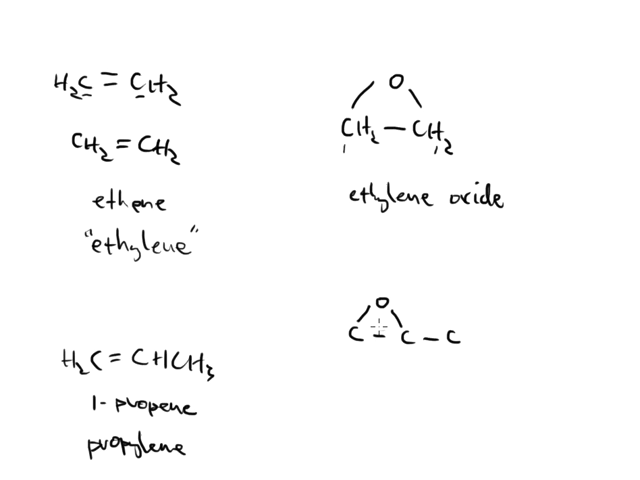 H₂C = CH₂
CH₂ = CH₂
ethene
"ethylene"
H₂C = CHCH₃
1-propene
propylene
O
CH₂ — CH₂
ethylene oxide
O
C - C — C